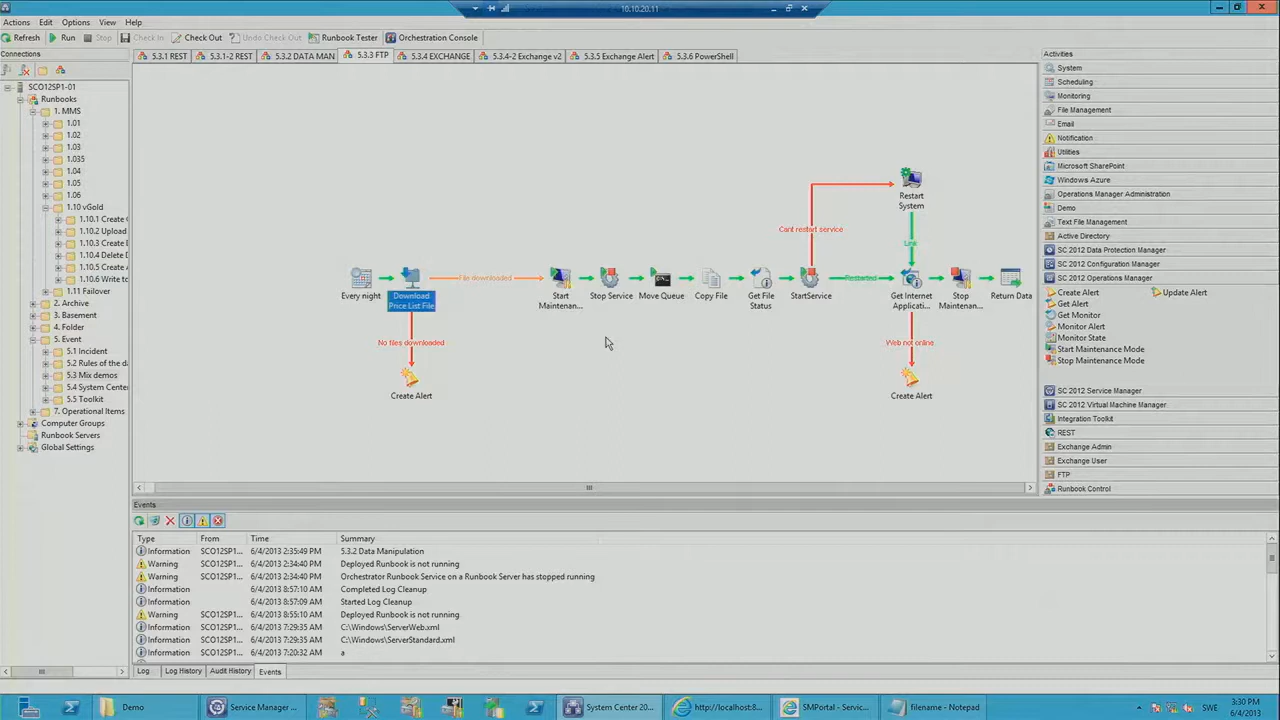 10.10.20.11
Actions Edit Options View Help
Refresh Run Stop Check In Check Out Undo Check Out Runbook Tester Orchestration Console
Connections
SCO12SP1-01
Runbooks
1. MMS
1.01
1.02
1.03
1.035
1.04
1.05
1.06
1.10 vGold
1.10.1 Create
1.10.2 Upload
1.10.3 Create
1.10.4 Delete
1.10.5 Create
1.10.6 Write to
1.11 Failover
2. Archive
3. Basement
4. Folder
5. Event
5.1 Incident
5.2 Rules of the da
5.3 Mix demos
5.4 System Center
5.5 Toolkit
7. Operational Items
Computer Groups
Runbook Servers
Global Settings
5.3.1 REST 5.3.1-2 REST 5.3.2 DATA MAN 5.3.3 FTP 5.3.4 EXCHANGE 5.3.4-2 Exchange v2 5.3.5 Exchange Alert 5.3.6 PowerShell
Restart
System
Cant restart service
Link
File downloaded
Restarted
Every night
Download
Price List File
Start
Maintenan...
Stop Service
Move Queue
Copy File
Get File
Status
StartService
Get Internet
Applicati...
Stop
Maintenan...
Return Data
No files downloaded
Web not online
Create Alert
Create Alert
Activities
System
Scheduling
Monitoring
File Management
Email
Notification
Utilities
Microsoft SharePoint
Windows Azure
Operations Manager Administration
Demo
Text File Management
Active Directory
SC 2012 Data Protection Manager
SC 2012 Configuration Manager
SC 2012 Operations Manager
Create Alert Update Alert
Get Alert
Get Monitor
Monitor Alert
Monitor State
Start Maintenance Mode
Stop Maintenance Mode
SC 2012 Service Manager
SC 2012 Virtual Machine Manager
Integration Toolkit
REST
Exchange Admin
Exchange User
FTP
Runbook Control
Events
Type From Time Summary
Information SCO12SP1... 6/4/2013 2:35:49 PM 5.3.2 Data Manipulation
Warning SCO12SP1... 6/4/2013 2:34:40 PM Deployed Runbook is not running
Warning SCO12SP1... 6/4/2013 2:34:40 PM Orchestrator Runbook Service on a Runbook Server has stopped running
Information SCO12SP1... 6/4/2013 8:57:10 AM Completed Log Cleanup
Information SCO12SP1... 6/4/2013 8:57:09 AM Started Log Cleanup
Warning SCO12SP1... 6/4/2013 8:55:10 AM Deployed Runbook is not running
Information SCO12SP1... 6/4/2013 7:29:35 AM C:\Windows\ServerWeb.xml
Information SCO12SP1... 6/4/2013 7:29:35 AM C:\Windows\ServerStandard.xml
Information SCO12SP1... 6/4/2013 7:20:32 AM a
Log Log History Audit History Events
Demo Service Manager ... System Center 20... http://localhost:8... SMPortal - Servic... filename - Notepad SWE 3:30 PM
6/4/2013